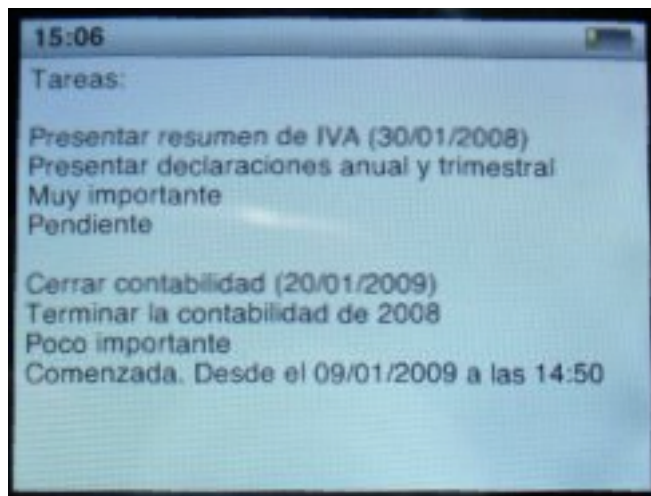 15:06
Tareas:
Presentar resumen de IVA (30/01/2008)
Presentar declaraciones anual y trimestral
Muy importante
Pendiente
Cerrar contabilidad (20/01/2009)
Terminar la contabilidad de 2008
Poco importante
Comenzada. Desde el 09/01/2009 a las 14:50